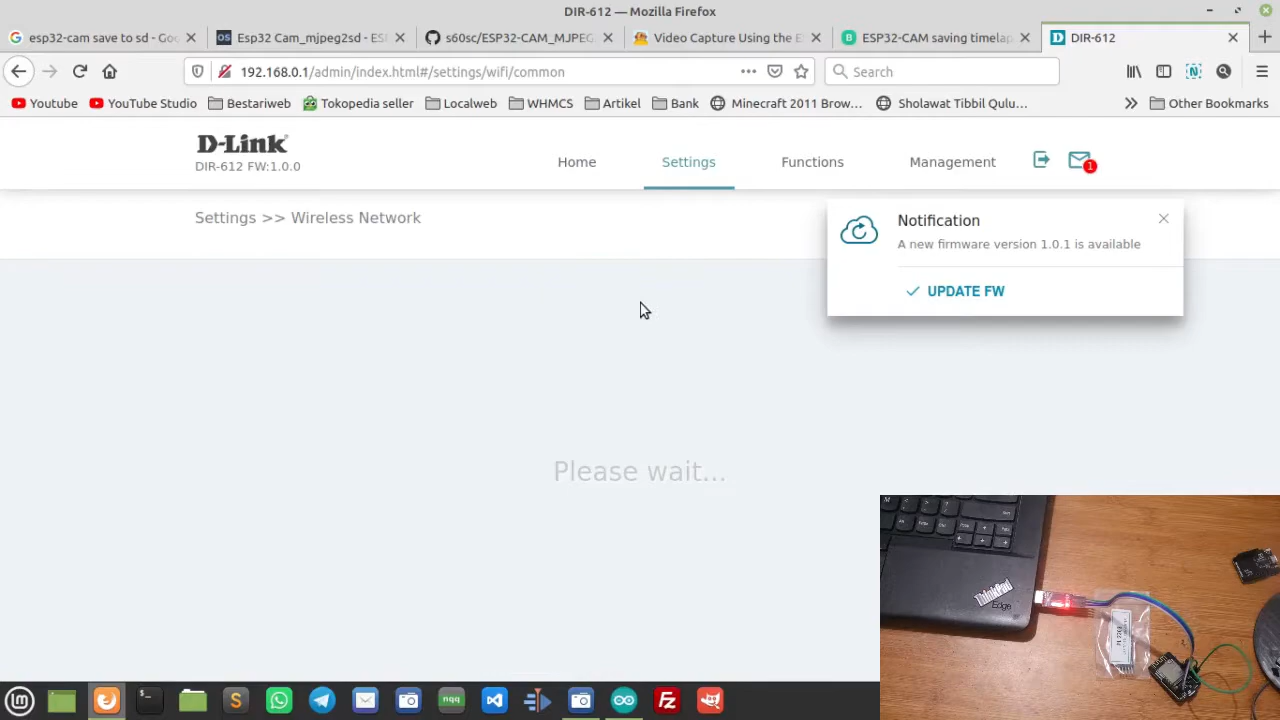 DIR-612 — Mozilla Firefox
esp32-cam save to sd - Goo
Esp32 Cam_mjpeg2sd - ES
s60sc/ESP32-CAM_MJPEG
Video Capture Using the E
ESP32-CAM saving timelap
DIR-612
192.168.0.1/admin/index.html#/settings/wifi/common
Search
Youtube
YouTube Studio
Bestariweb
Tokopedia seller
Localweb
WHMCS
Artikel
Bank
Minecraft 2011 Brow...
Sholawat Tibbil Qulu...
Other Bookmarks
D-Link
DIR-612 FW:1.0.0
Home
Settings
Functions
Management
1
Settings >> Wireless Network
Notification
A new firmware version 1.0.1 is available
UPDATE FW
Please wait...
ThinkPad
Edge
nqq